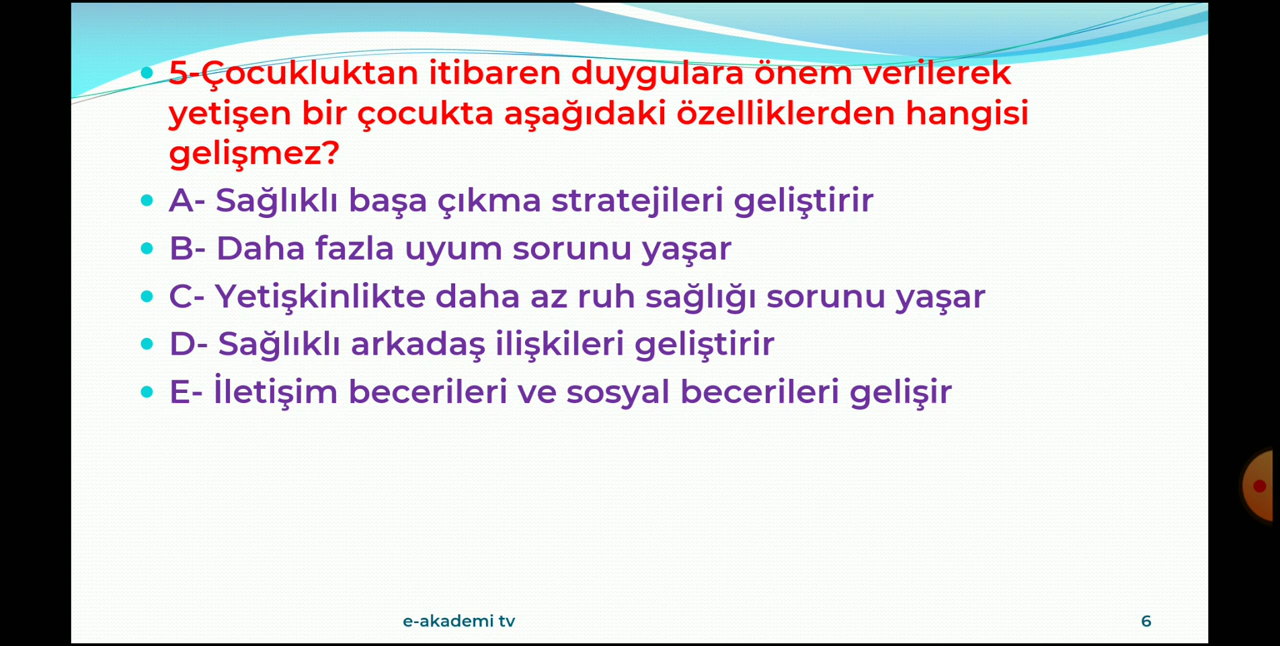 5-Çocukluktan itibaren duygulara önem verilerek
yetişen bir çocukta aşağıdaki özelliklerden hangisi
gelişmez?
A- Sağlıklı başa çıkma stratejileri geliştirir
B- Daha fazla uyum sorunu yaşar
C- Yetişkinlikte daha az ruh sağlığı sorunu yaşar
D- Sağlıklı arkadaş ilişkileri geliştirir
E- İletişim becerileri ve sosyal becerileri gelişir
e-akademi tv
6